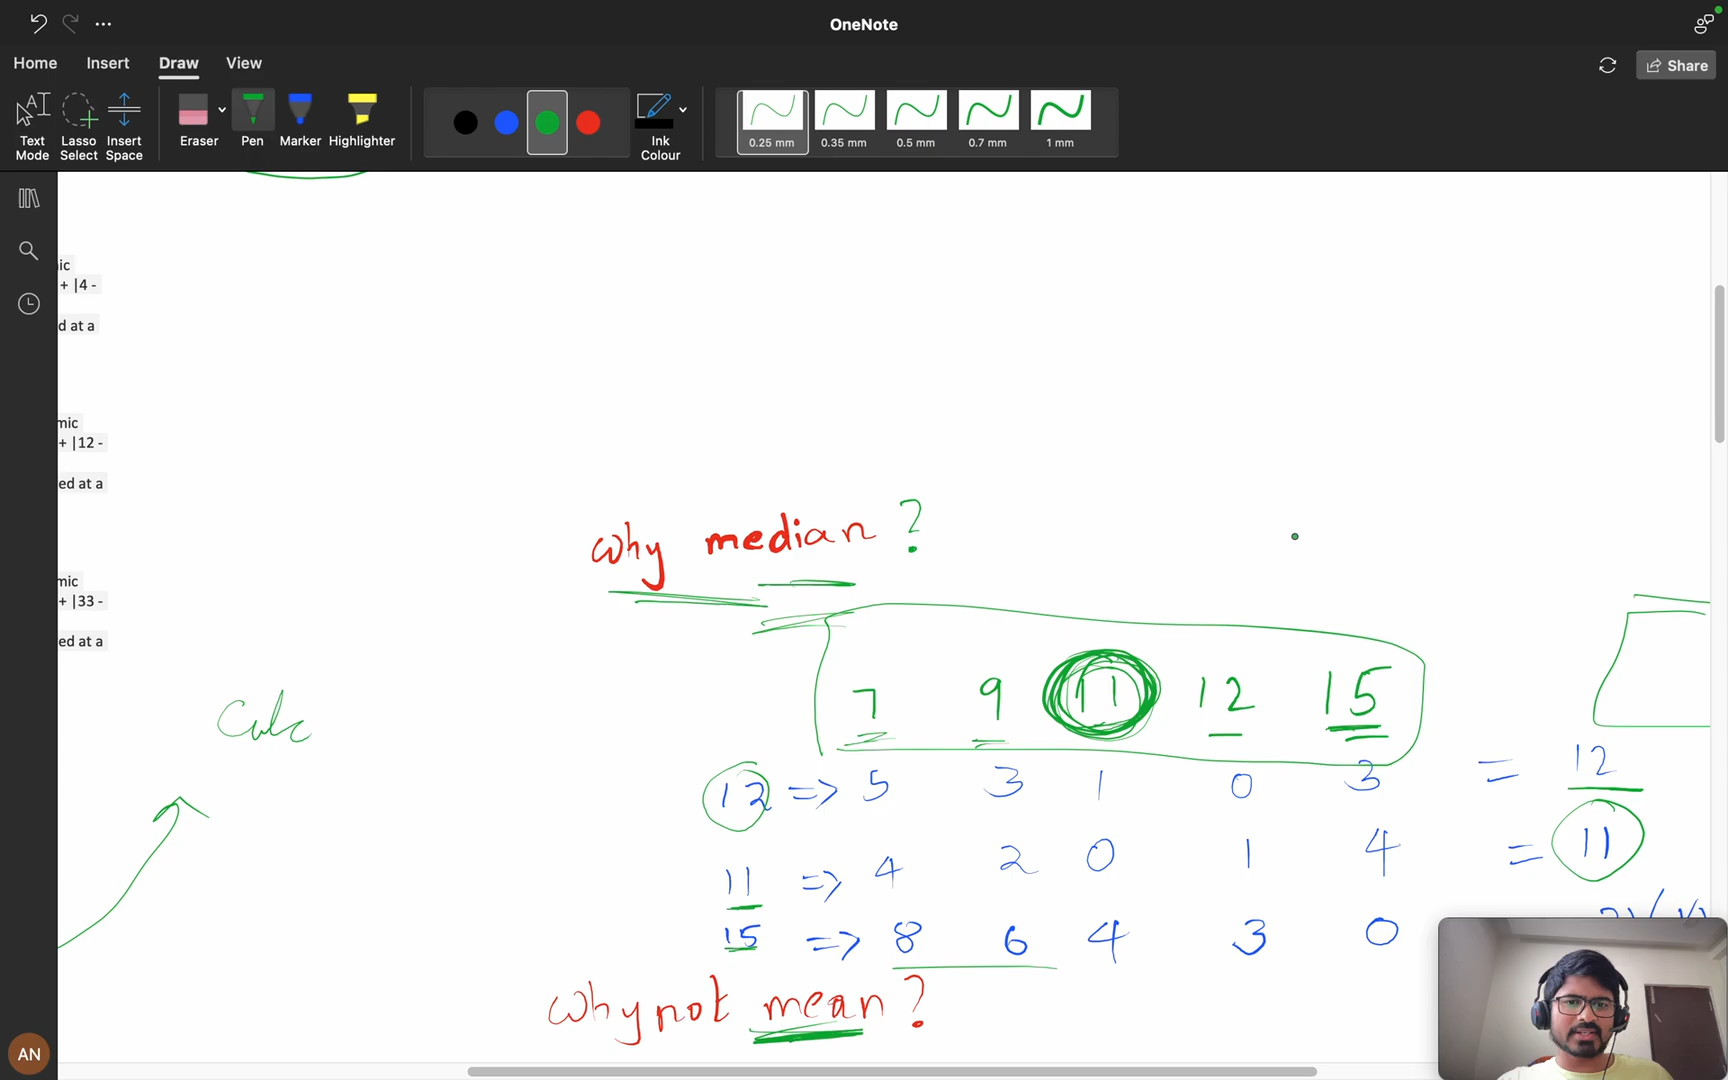 OneNote
Home Insert Draw View
Share
Text Mode
Lasso Select
Insert Space
Eraser
Pen
Marker
Highlighter
Ink Colour
0.25 mm
0.35 mm
0.5 mm
0.7 mm
1 mm
ic
+ |4 -
d at a
mic
+ |12 -
ed at a
mic
+ |33 -
ed at a
why median ?
7 9 11 12 15
Calc
12 => 5 3 1 0 3 = 12
11 => 4 2 0 1 4 = 11
15 => 8 6 4 3 0
why not mean ?
AN